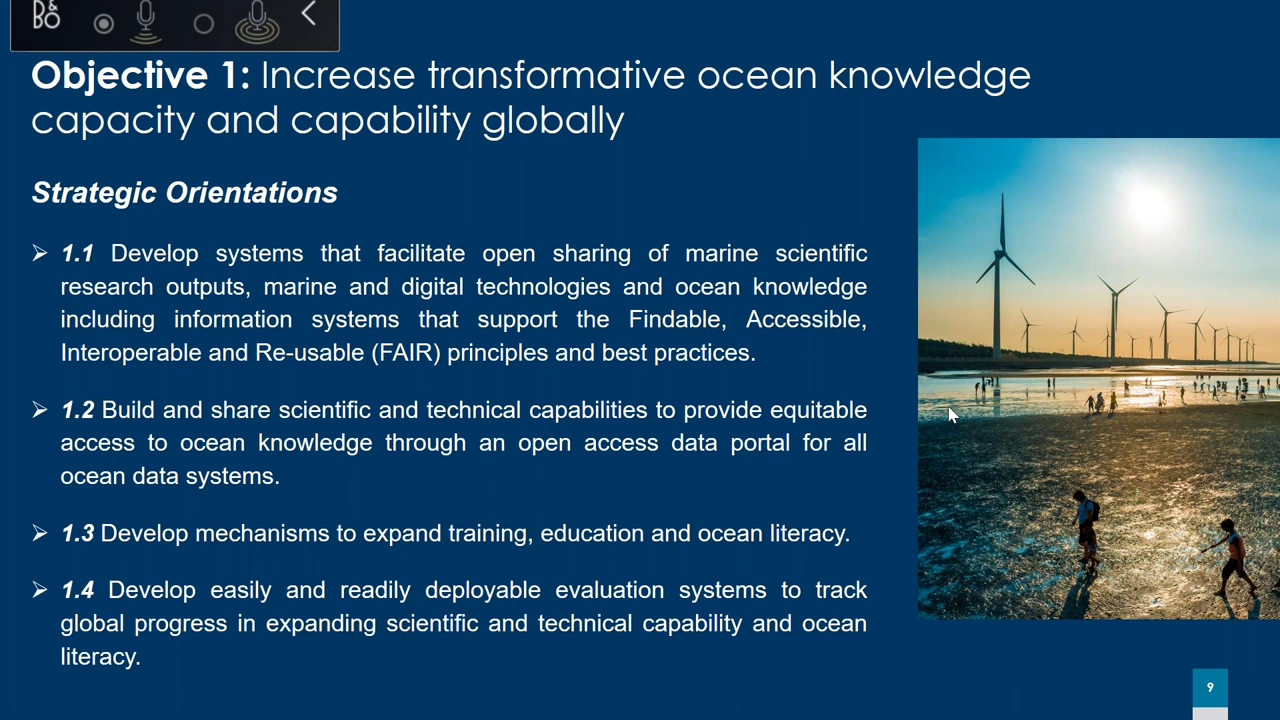 B&O
Objective 1: Increase transformative ocean knowledge
capacity and capability globally
Strategic Orientations
1.1 Develop systems that facilitate open sharing of marine scientific
research outputs, marine and digital technologies and ocean knowledge
including information systems that support the Findable, Accessible,
Interoperable and Re-usable (FAIR) principles and best practices.
1.2 Build and share scientific and technical capabilities to provide equitable
access to ocean knowledge through an open access data portal for all
ocean data systems.
1.3 Develop mechanisms to expand training, education and ocean literacy.
1.4 Develop easily and readily deployable evaluation systems to track
global progress in expanding scientific and technical capability and ocean
literacy.
9